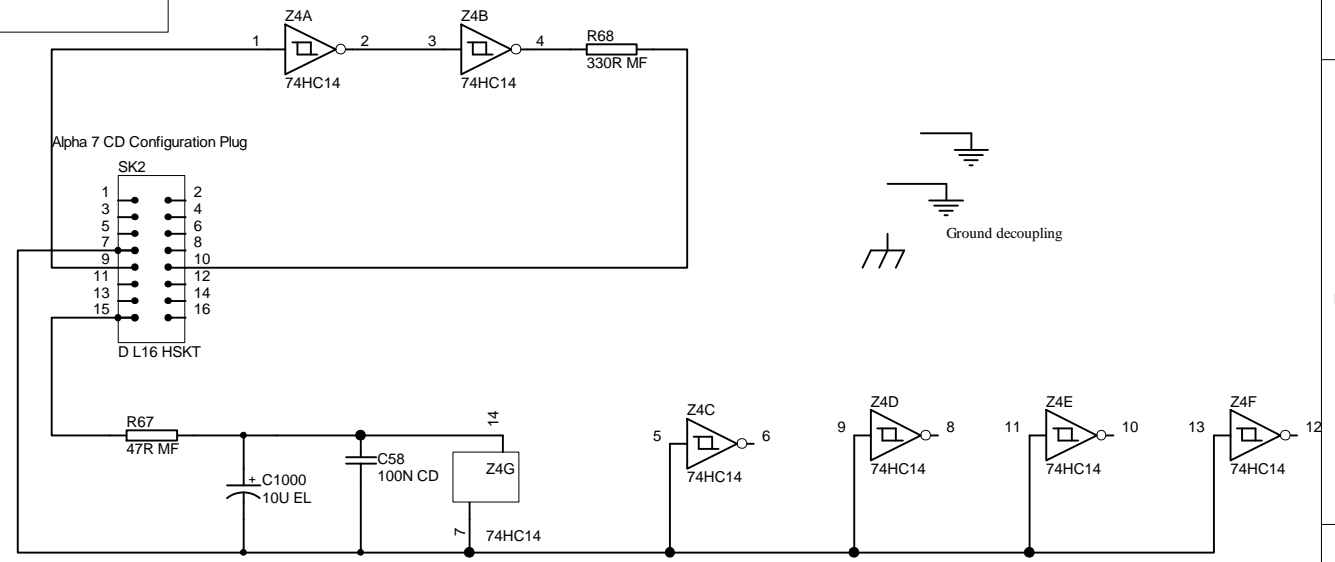 Z4A
Z4B
1
2
3
4
R68
330R MF
74HC14
74HC14
Alpha 7 CD Configuration Plug
SK2
1 2
3 4
5 6
7 8
9 10
11 12
13 14
15 16
D L16 HSKT
Ground decoupling
R67
47R MF
14
C1000
+
10U EL
C58
100N CD
Z4G
7
74HC14
Z4C
5
6
74HC14
Z4D
9
8
74HC14
Z4E
11
10
74HC14
Z4F
13
12
74HC14